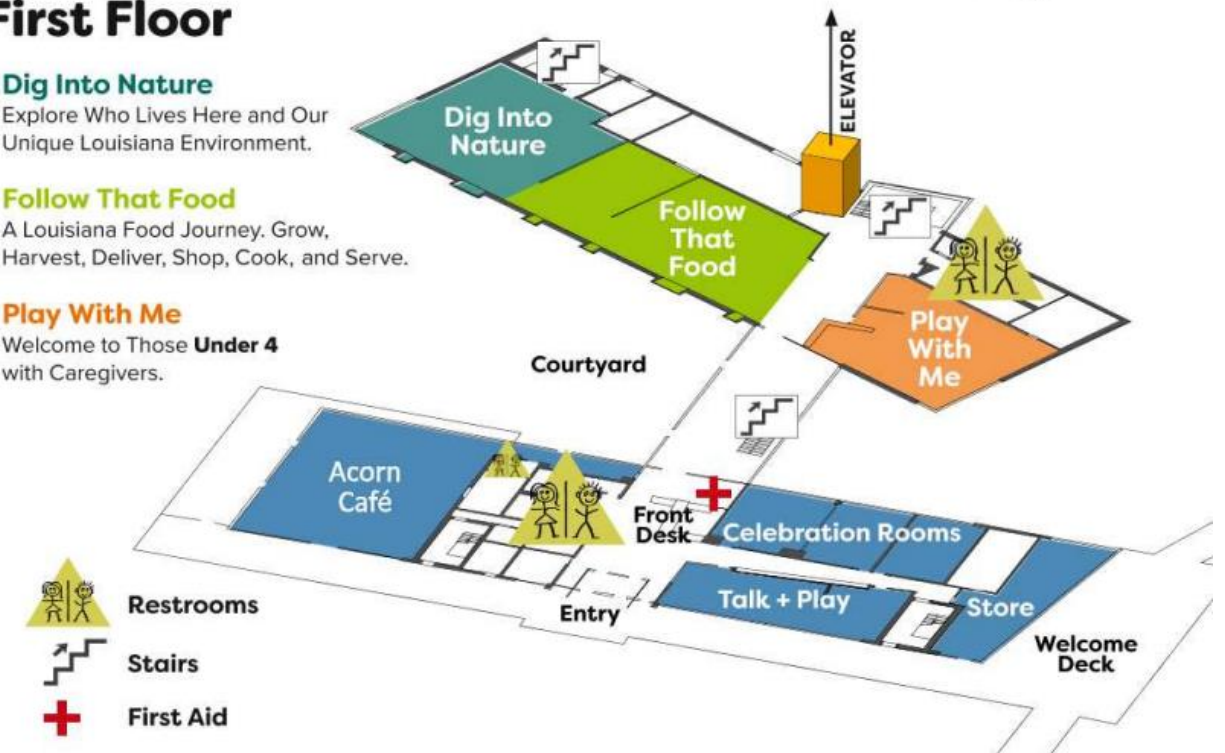 First Floor
Dig Into Nature
Explore Who Lives Here and Our
Unique Louisiana Environment.
Follow That Food
A Louisiana Food Journey. Grow,
Harvest, Deliver, Shop, Cook, and Serve.
Play With Me
Welcome to Those Under 4
with Caregivers.
ELEVATOR
Dig Into
Nature
Follow
That
Food
Play
With
Me
Courtyard
Acorn
Café
Front
Desk
Celebration Rooms
Talk + Play
Store
Entry
Welcome
Deck
Restrooms
Stairs
First Aid